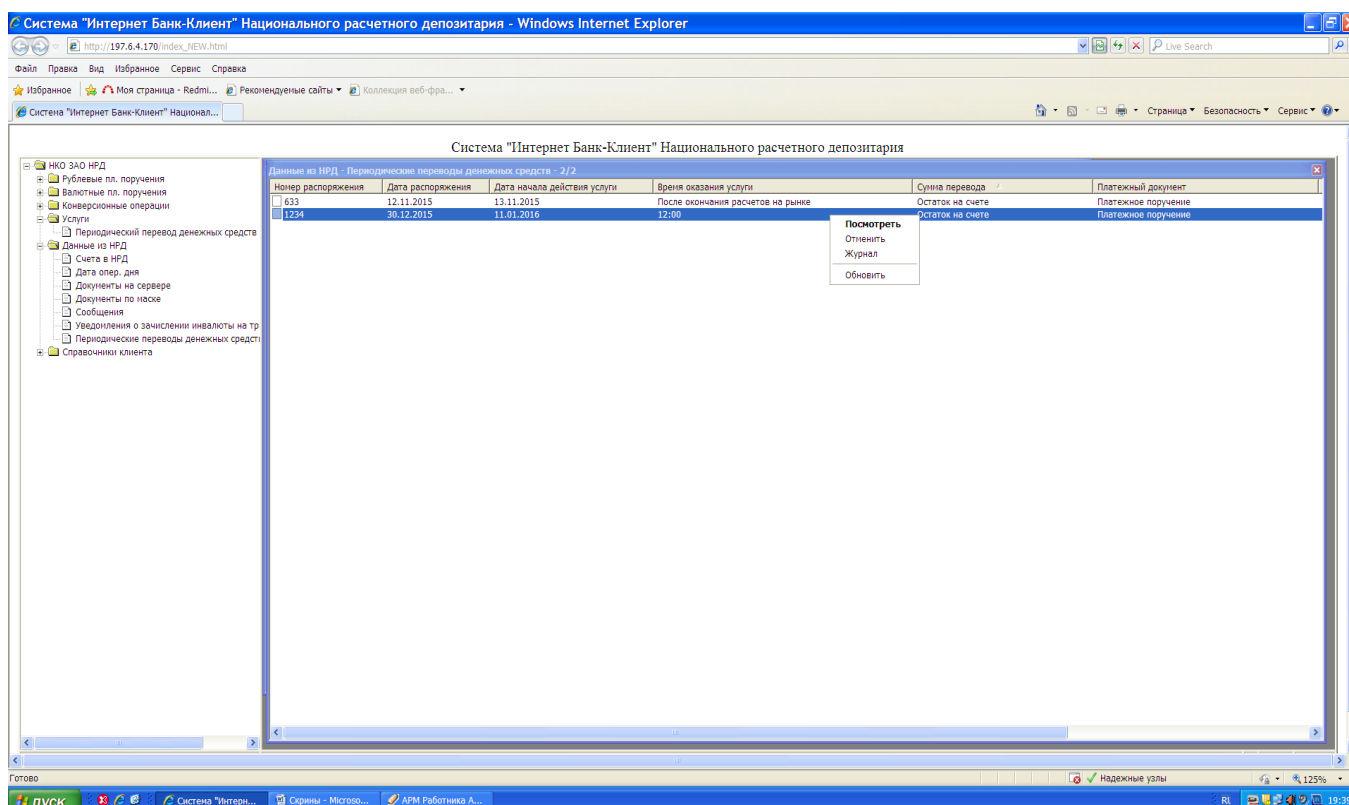 Система "Интернет Банк-Клиент" Национального расчетного депозитария - Windows Internet Explorer
http://197.6.4.170/index_NEW.html
Live Search
Файл Правка Вид Избранное Сервис Справка
Избранное Моя страница - Redmi... Рекомендуемые сайты Коллекция веб-фра...
Система "Интернет Банк-Клиент" Национал...
Страница Безопасность Сервис
Система "Интернет Банк-Клиент" Национального расчетного депозитария
НКО ЗАО НРД
Рублевые пл. поручения
Валютные пл. поручения
Конверсионные операции
Услуги
Периодический перевод денежных средств
Данные из НРД
Счета в НРД
Дата опер. дня
Документы на сервере
Документы по маске
Сообщения
Уведомления о зачислении инвалюты на тр
Периодические переводы денежных средст
Справочники клиента
Данные из НРД - Периодические переводы денежных средств - 2/2
Номер распоряжения Дата распоряжения Дата начала действия услуги Время оказания услуги Сумма перевода Платежный документ
633 12.11.2015 13.11.2015 После окончания расчетов на рынке Остаток на счете Платежное поручение
1234 30.12.2015 11.01.2016 12:00 Остаток на счете Платежное поручение
Посмотреть
Отменить
Журнал
Обновить
Готово
Надежные узлы
125%
пуск
Система "Интерн...
Скрины - Microso...
АРМ Работника А...
RL
19:39